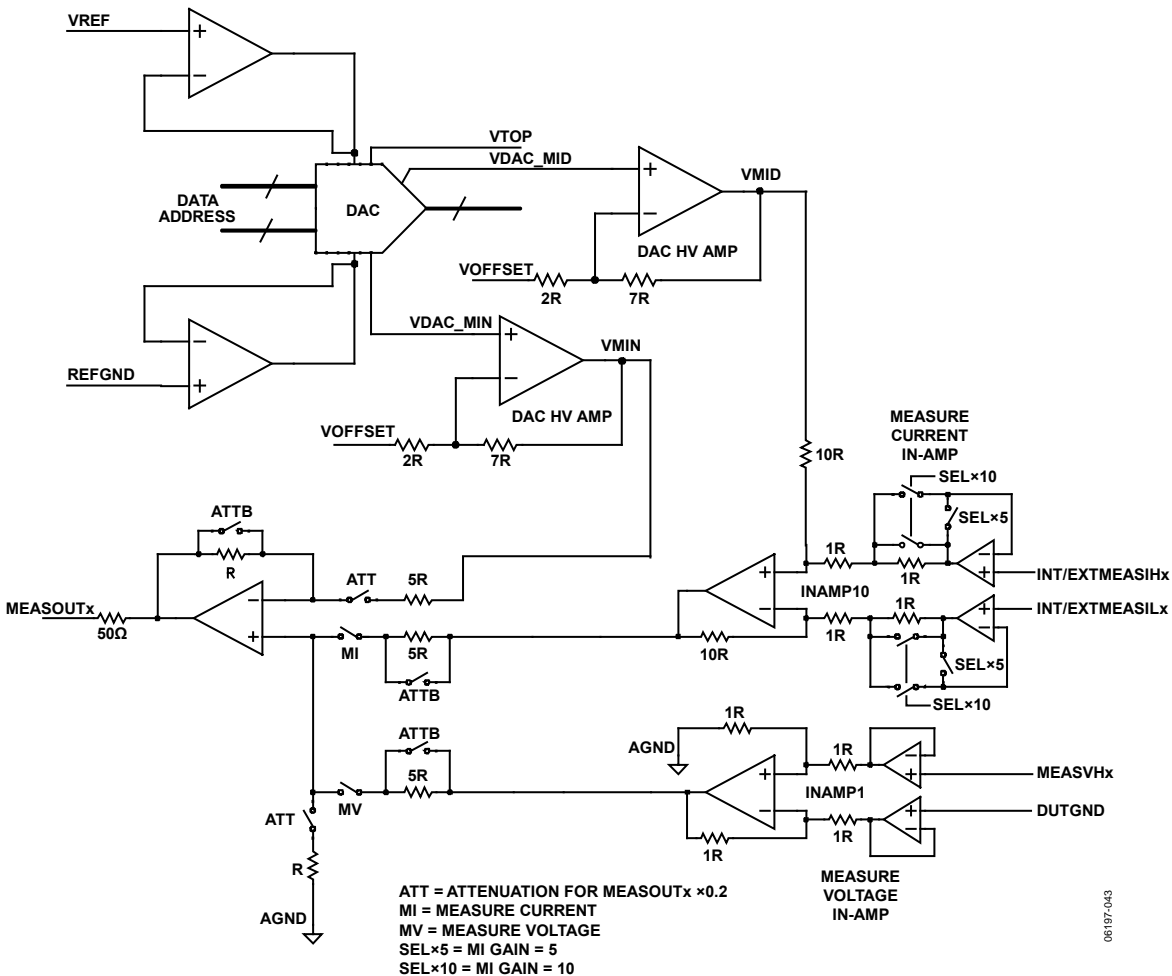 VREF
VTOP
VDAC_MID
VMID
DATA
ADDRESS
DAC
DAC HV AMP
VOFFSET
2R
7R
VDAC_MIN
VMIN
REFGND
DAC HV AMP
VOFFSET
2R
7R
10R
MEASURE
CURRENT
IN-AMP
SEL×10
SEL×5
ATTB
R
ATT
5R
1R
1R
INT/EXTMEASIHx
INAMP10
MEASOUTx
50Ω
MI
5R
ATTB
10R
1R
1R
INT/EXTMEASILx
SEL×5
SEL×10
ATTB
5R
MV
1R
AGND
1R
MEASVHx
INAMP1
DUTGND
1R
1R
ATT
R
AGND
MEASURE
VOLTAGE
IN-AMP
ATT = ATTENUATION FOR MEASOUTx ×0.2
MI = MEASURE CURRENT
MV = MEASURE VOLTAGE
SEL×5 = MI GAIN = 5
SEL×10 = MI GAIN = 10
06197-043